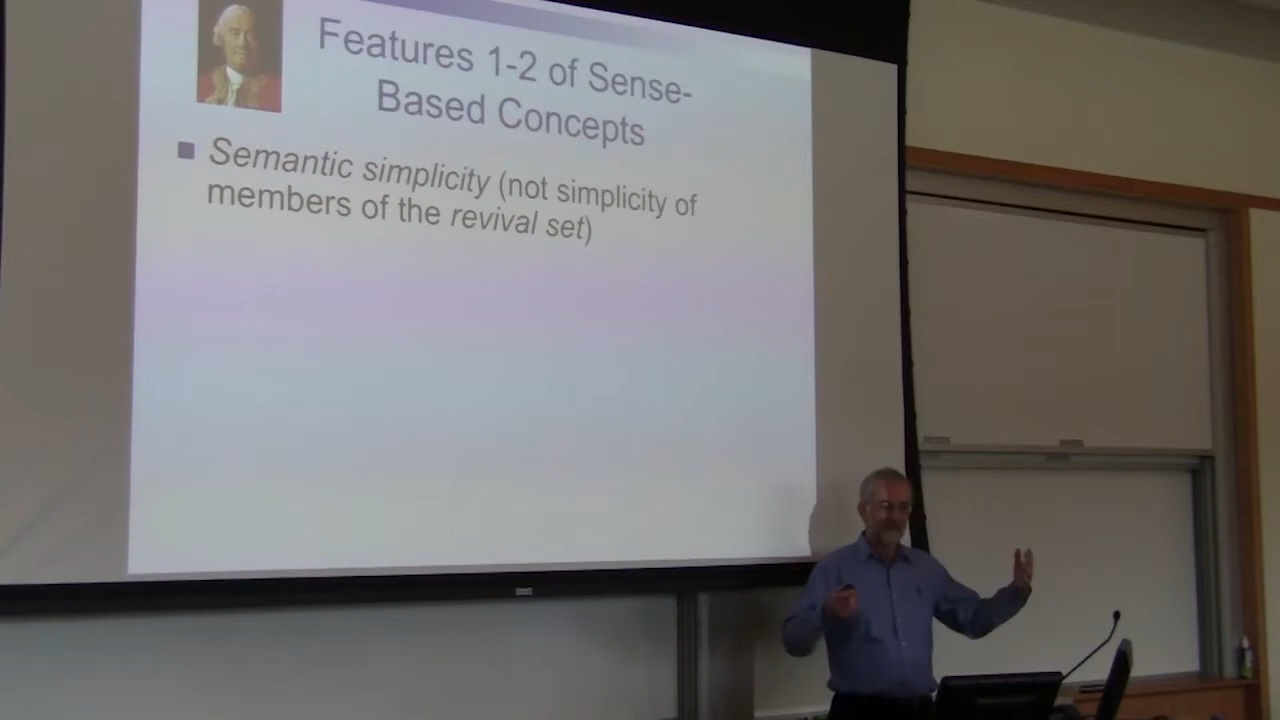 Features 1-2 of Sense-
Based Concepts
Semantic simplicity (not simplicity of
members of the revival set)